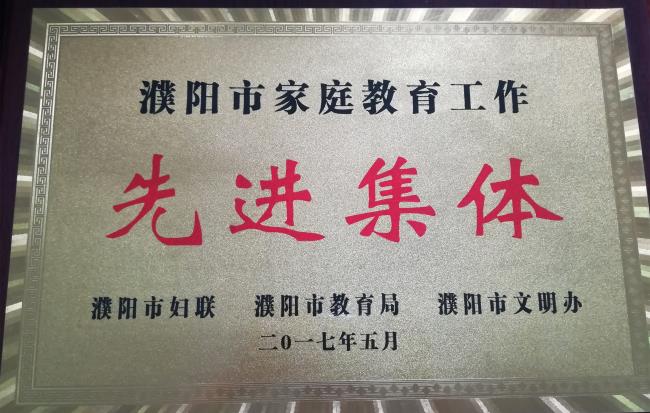 濮阳市家庭教育工作
先进集体
濮阳市妇联 濮阳市教育局 濮阳市文明办
二0一七年五月